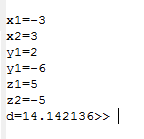 x1=-3
x2=3
y1=2
y1=-6
z1=5
z2=-5
d=14.142136>>